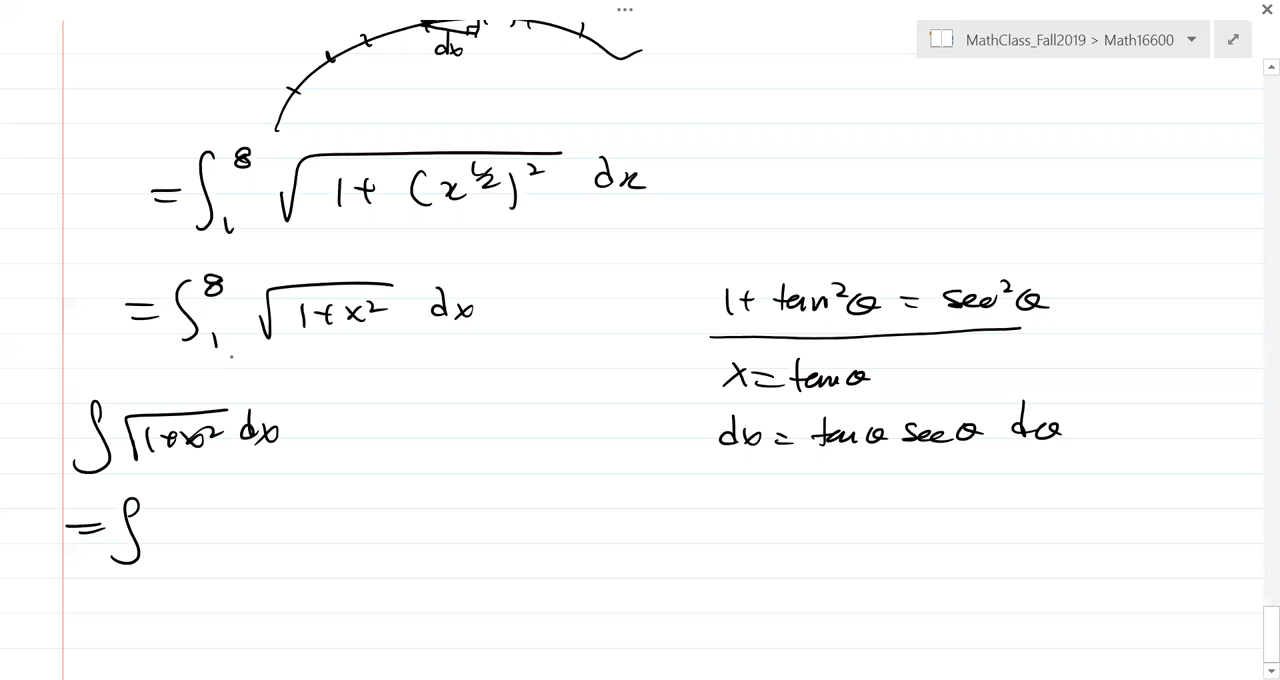 MathClass_Fall2019 > Math16600
dx
= ∫₁⁸ √(1+ (x^{1/2})²) dx
= ∫₁⁸ √(1+x²) dx
1+ tan²θ = sec²θ
x = tanθ
∫ √(1+x²) dx
dx = tanθ secθ dθ
= ∫